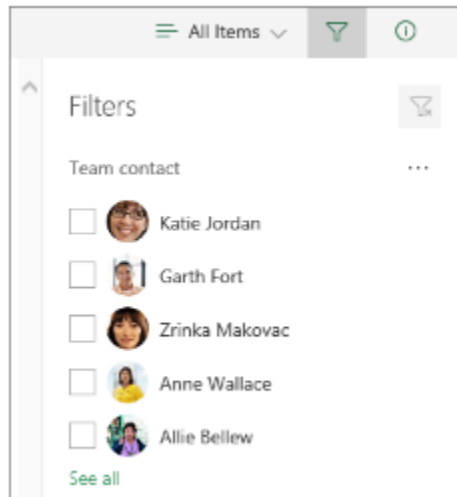 All Items
Filters
Team contact
Katie Jordan
Garth Fort
Zrinka Makovac
Anne Wallace
Allie Bellew
See all